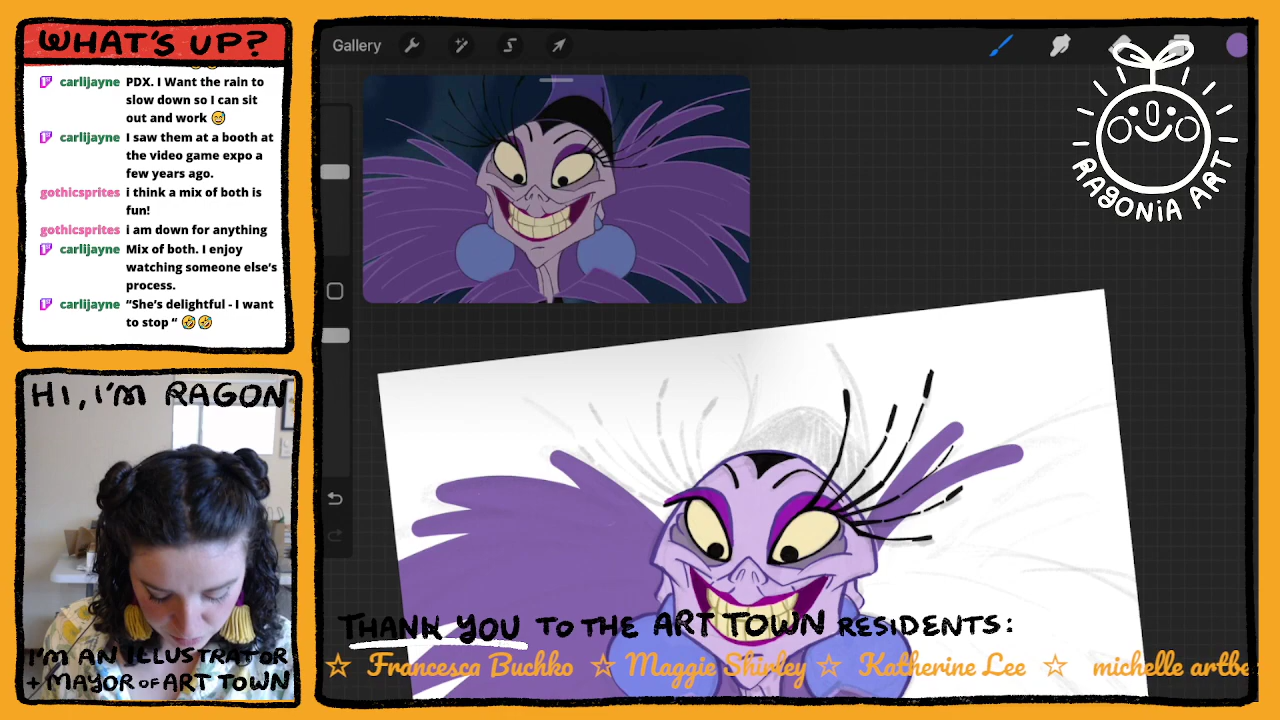 WHAT'S UP?
carlijayne PDX. I Want the rain to
slow down so I can sit
out and work 😅
carlijayne I saw them at a booth at
the video game expo a
few years ago.
gothicsprites i think a mix of both is
fun!
gothicsprites i am down for anything
carlijayne Mix of both. I enjoy
watching someone else's
process.
carlijayne "She's delightful - I want
to stop " 🤣🤣
HI, I'M RAGON
I'M AN ILLUSTRATOR
+ MAYOR OF ART TOWN
Gallery
RAGONiA ART
THANK YOU TO THE ART TOWN RESIDENTS:
☆ Francesca Buchko ☆ Maggie Shirley ☆ Katherine Lee ☆ michelle artbe